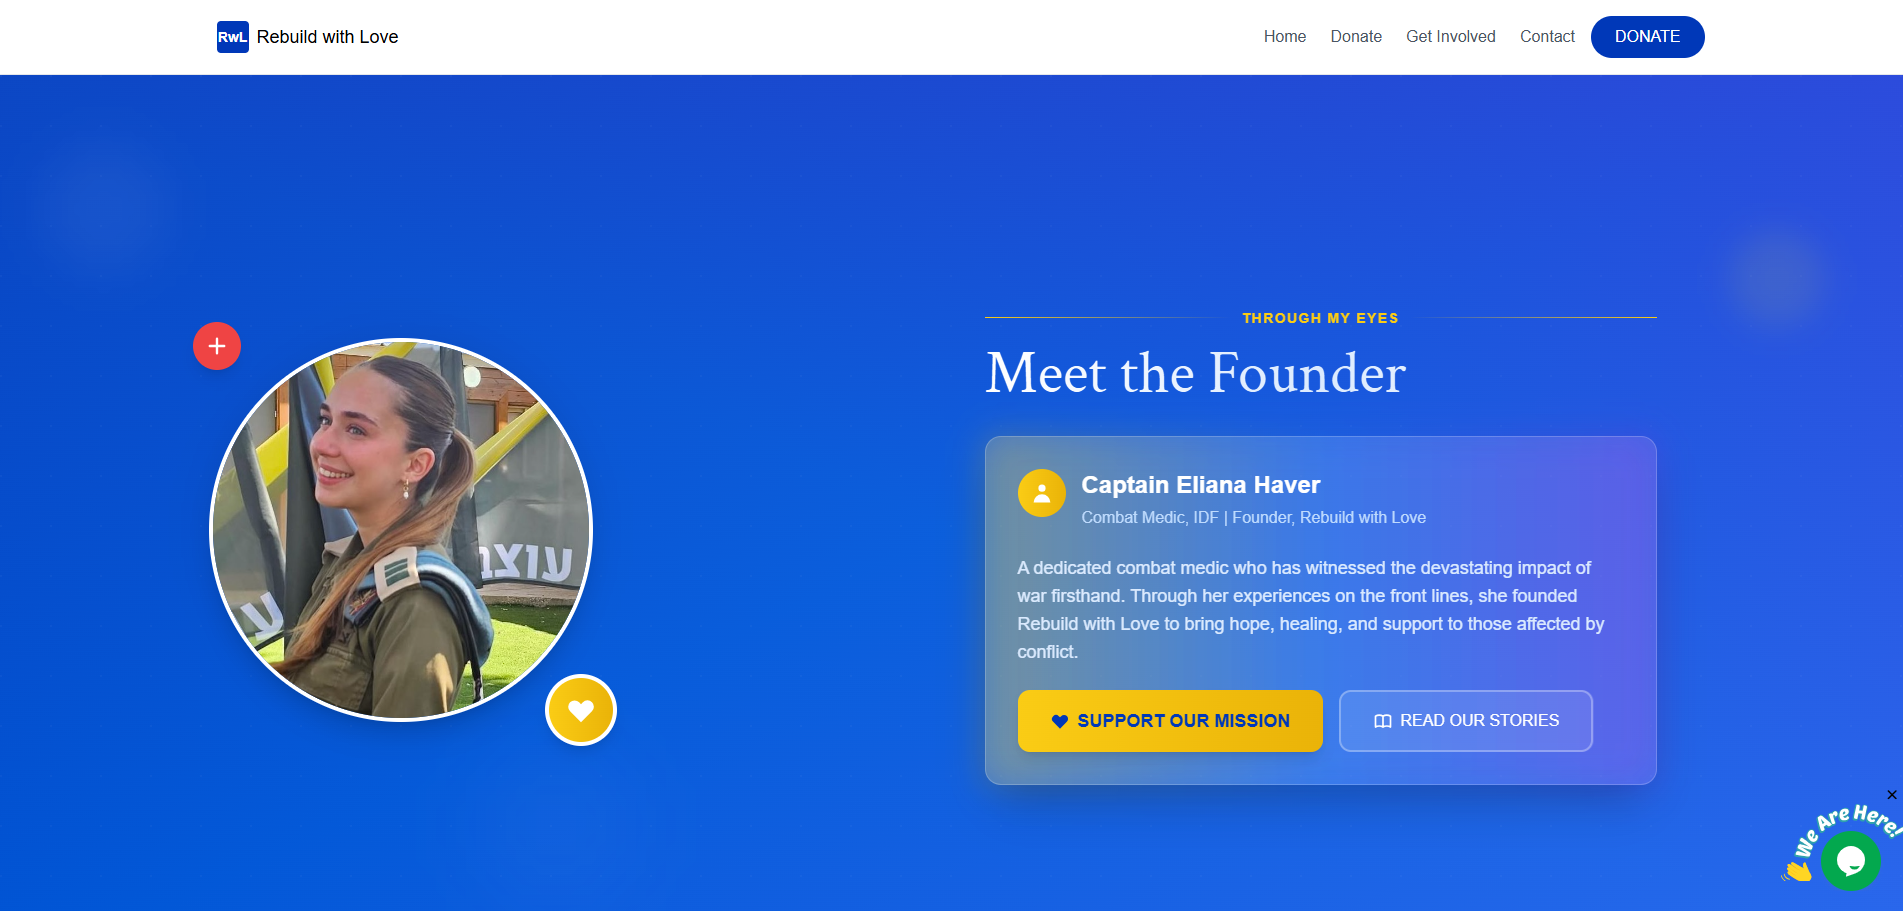 RwL Rebuild with Love
Home Donate Get Involved Contact DONATE
THROUGH MY EYES
Meet the Founder
Captain Eliana Haver
Combat Medic, IDF | Founder, Rebuild with Love
A dedicated combat medic who has witnessed the devastating impact of
war firsthand. Through her experiences on the front lines, she founded
Rebuild with Love to bring hope, healing, and support to those affected by
conflict.
SUPPORT OUR MISSION READ OUR STORIES
We Are Here!